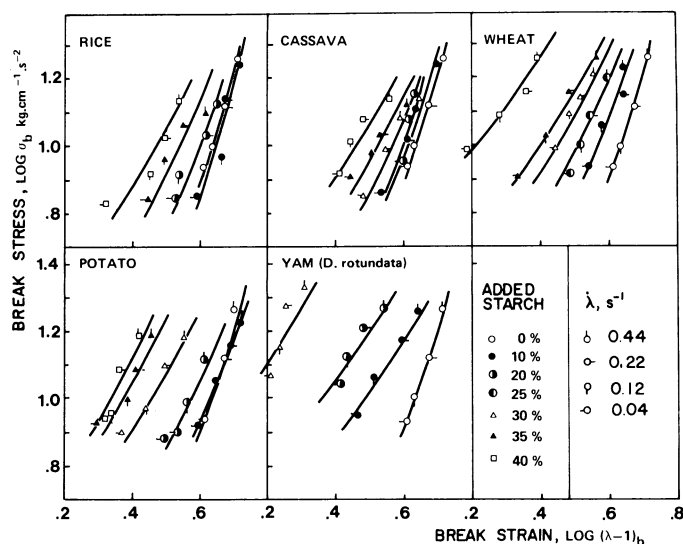 RICE
CASSAVA
WHEAT
1.2
1.0
.8
BREAK STRESS, LOG σb kg.cm⁻¹.s⁻²
POTATO
YAM (D. rotundata)
1.4
1.2
1.0
.8
ADDED
STARCH
0 %
10 %
20 %
25 %
30 %
35 %
40 %
λ̇, s⁻¹
0.44
0.22
0.12
0.04
.2 .4 .6 .2 .4 .6 .2 .4 .6 .8
BREAK STRAIN, LOG (λ−1)b